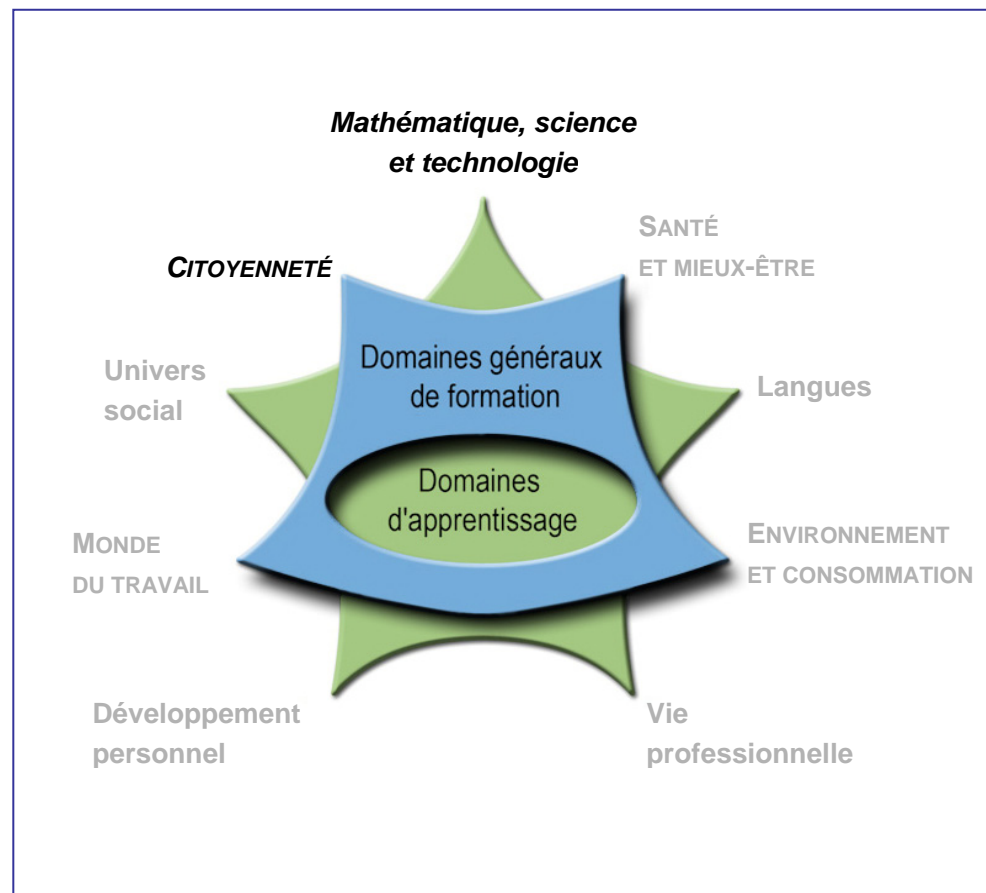 Mathématique, science
et technologie
SANTÉ
ET MIEUX-ÊTRE
CITOYENNETÉ
Domaines généraux
de formation
Univers
social
Langues
Domaines
d'apprentissage
MONDE
DU TRAVAIL
ENVIRONNEMENT
ET CONSOMMATION
Développement
personnel
Vie
professionnelle